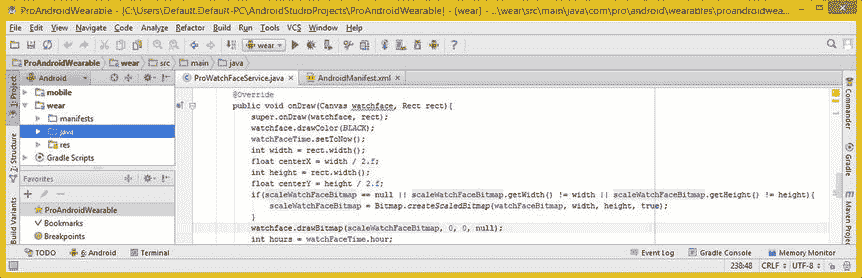 ProAndroidWearable - [C:\Users\Default.Default-PC\AndroidStudioProjects\ProAndroidWearable] - [wear] - ...\wear\src\main\java\com\pro\android\wearables\proandroidwea...
File Edit View Navigate Code Analyze Refactor Build Run Tools VCS Window Help
wear
ProAndroidWearable wear src main java
Android
ProWatchFaceService.java
AndroidManifest.xml
1: Project
7: Structure
Build Variants
mobile
wear
manifests
java
res
Gradle Scripts
Favorites
ProAndroidWearable
Bookmarks
Breakpoints
@Override
public void onDraw(Canvas watchface, Rect rect){
super.onDraw(watchface, rect);
watchface.drawColor(BLACK);
watchFaceTime.setToNow();
int width = rect.width();
float centerX = width / 2.f;
int height = rect.width();
float centerY = height / 2.f;
if(scaleWatchFaceBitmap == null || scaleWatchFaceBitmap.getWidth() != width || scaleWatchFaceBitmap.getHeight() != height){
scaleWatchFaceBitmap = Bitmap.createScaledBitmap(watchFaceBitmap, width, height, true);
}
watchface.drawBitmap(scaleWatchFaceBitmap, 0, 0, null);
int hours = watchFaceTime.hour;
Commander
Gradle
Maven Projec
TODO 6: Android Terminal Event Log Gradle Console Memory Monitor
238:48 CRLF UTF-8